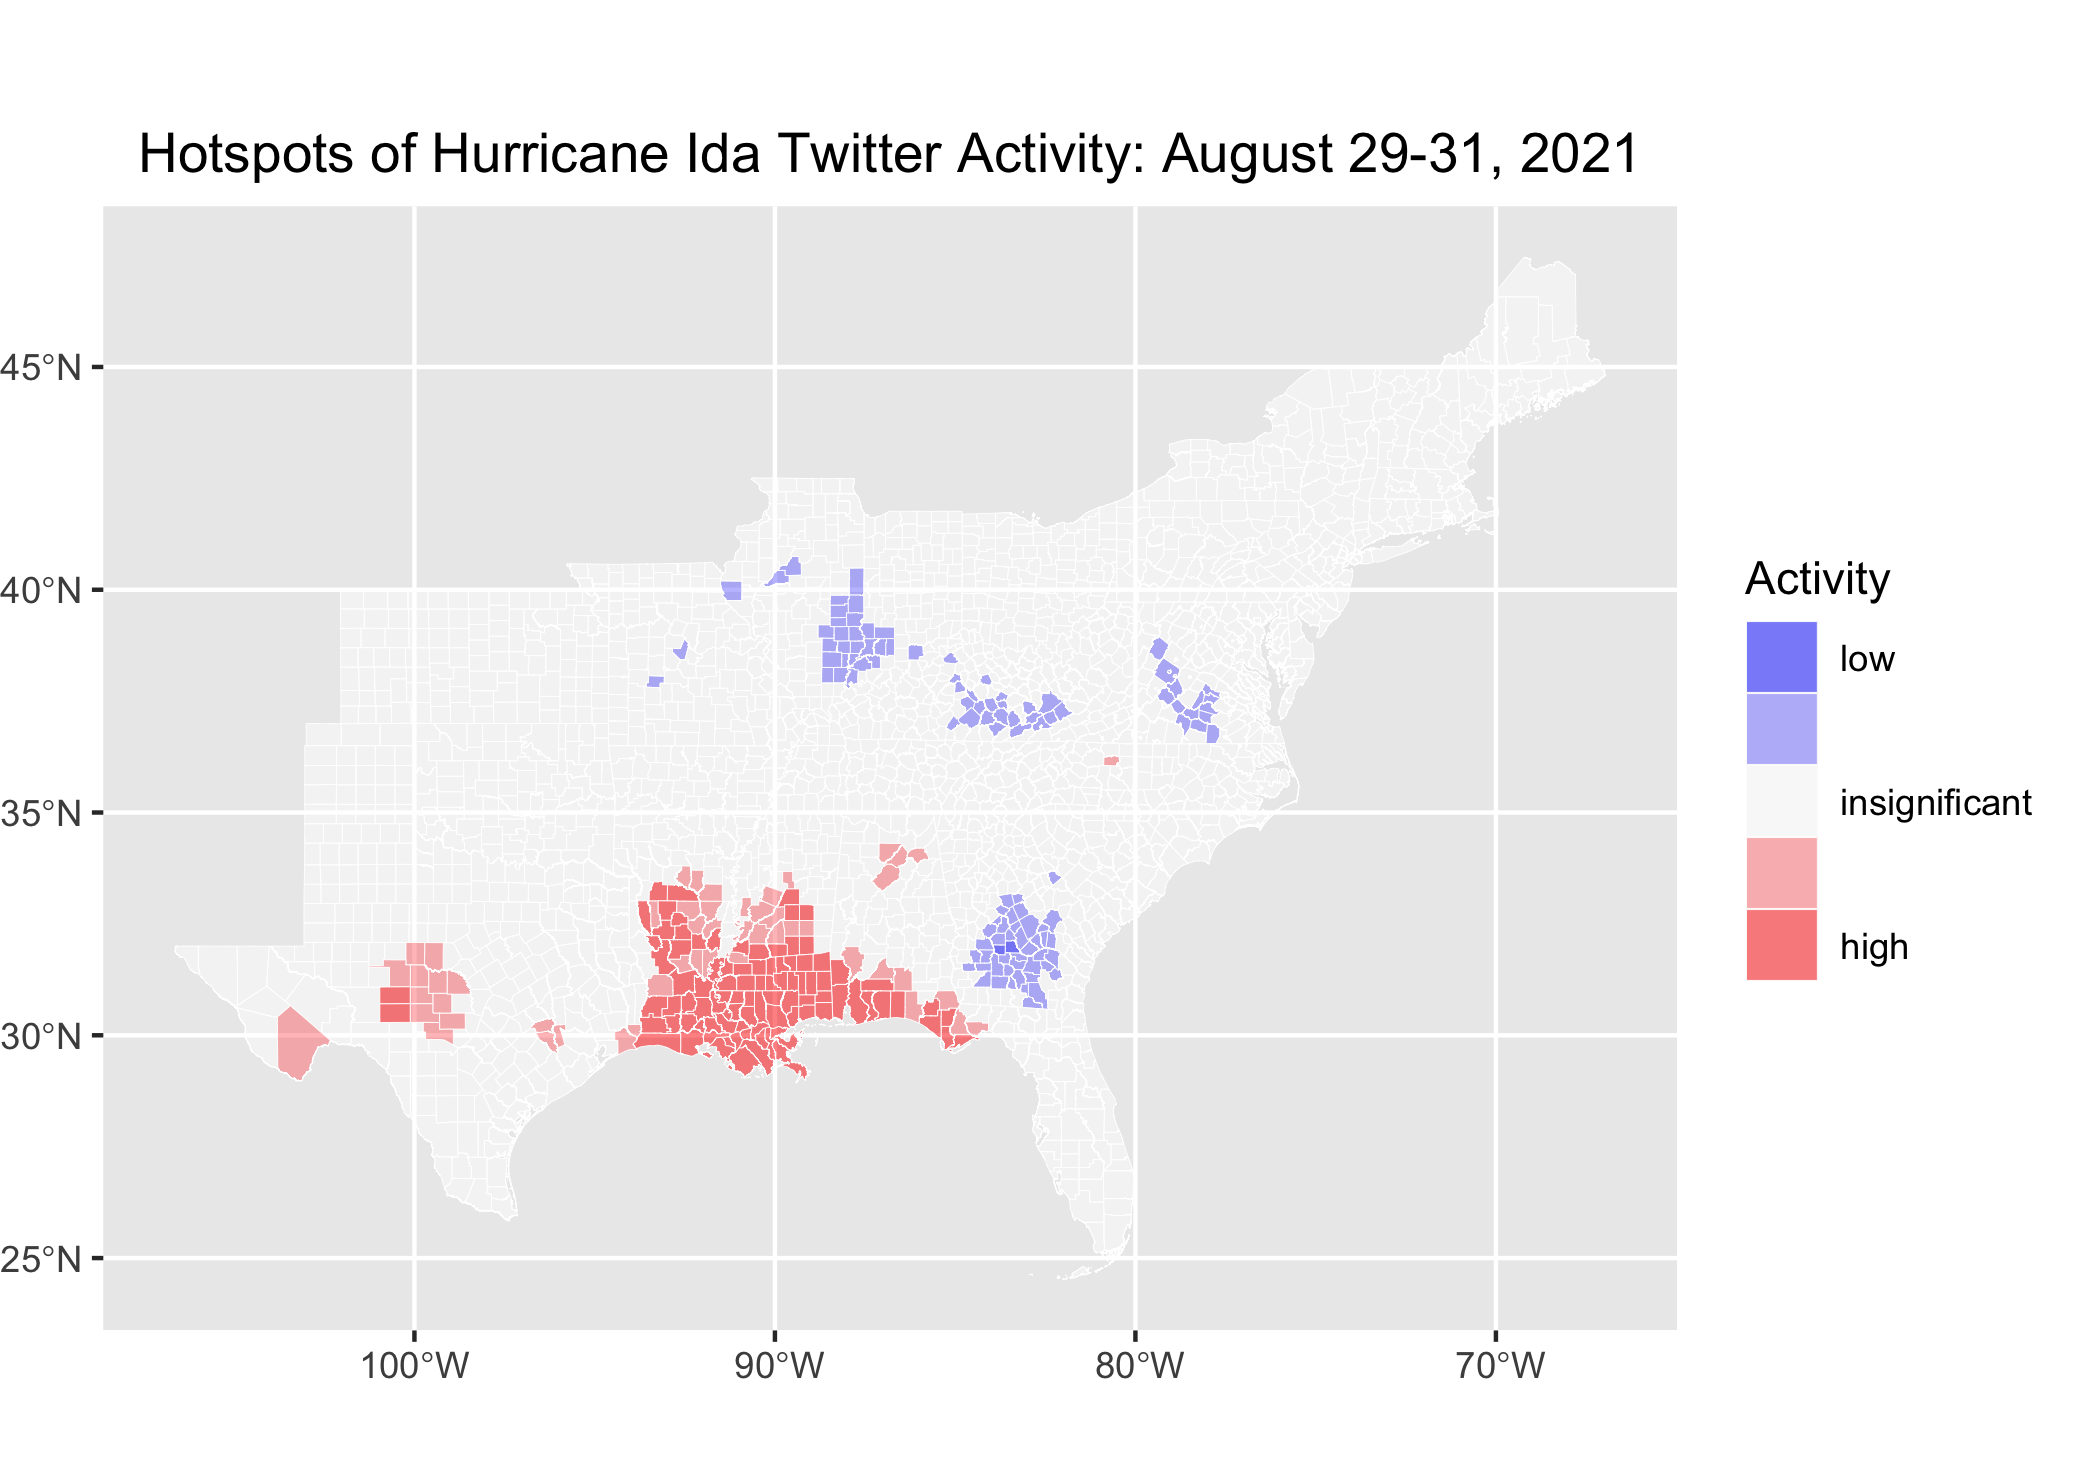 Hotspots of Hurricane Ida Twitter Activity: August 29-31, 2021
45°N
40°N
35°N
30°N
25°N
100°W
90°W
80°W
70°W
Activity
low
insignificant
high